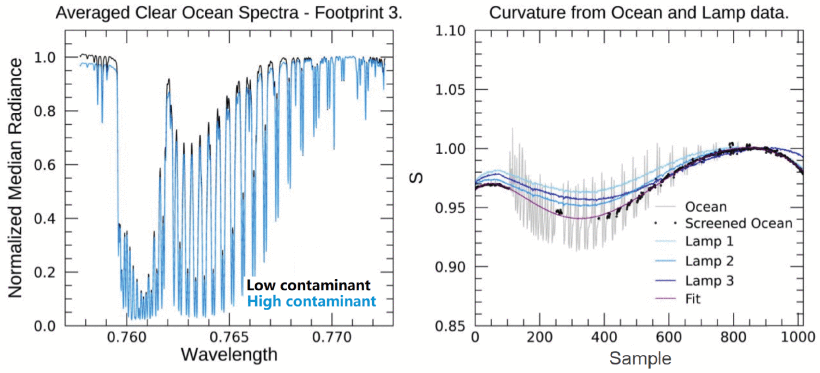 Averaged Clear Ocean Spectra - Footprint 3.
Normalized Median Radiance
1.0
0.8
0.6
0.4
0.2
0.0
Low contaminant
High contaminant
0.760
0.765
0.770
Wavelength
Curvature from Ocean and Lamp data.
S
1.10
1.05
1.00
0.95
0.90
0.85
Ocean
Screened Ocean
Lamp 1
Lamp 2
Lamp 3
Fit
0
200
400
600
800
1000
Sample